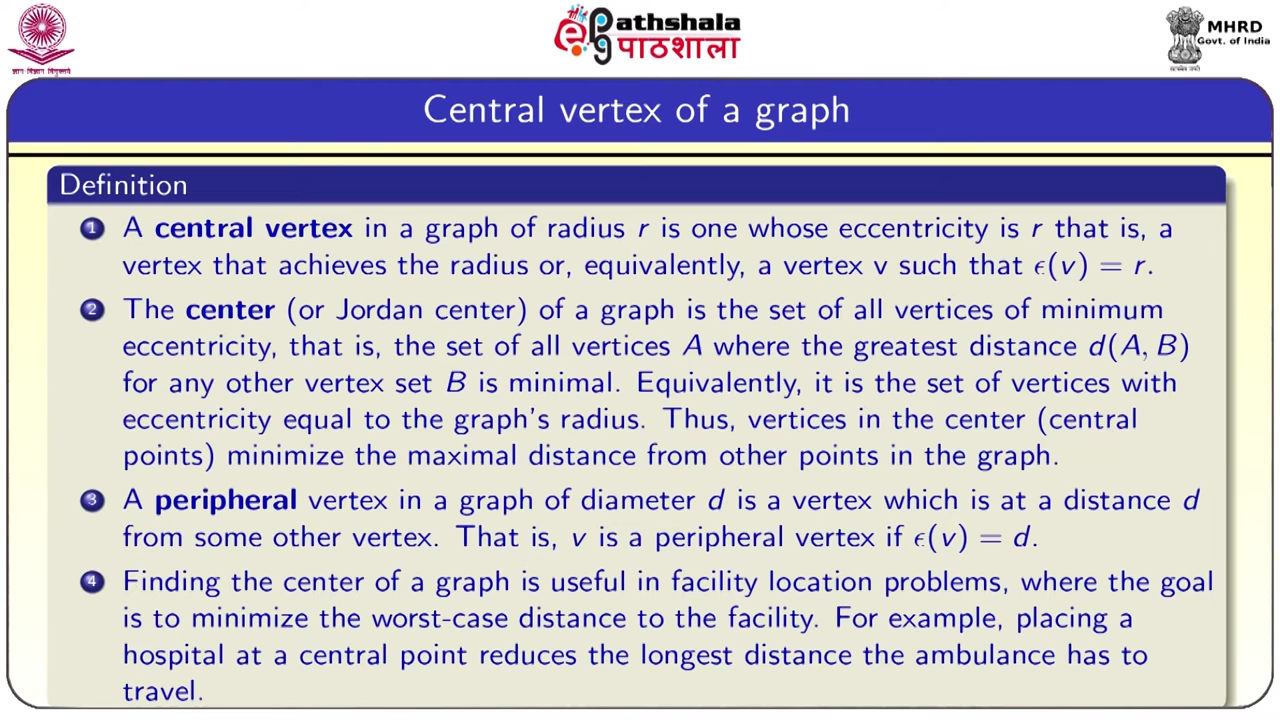 ज्ञान-विज्ञान विमुक्तये
ePg Pathshala
पाठशाला
MHRD
Govt. of India
सत्यमेव जयते
Central vertex of a graph
Definition
1 A central vertex in a graph of radius r is one whose eccentricity is r that is, a
vertex that achieves the radius or, equivalently, a vertex v such that ϵ(v) = r.
2 The center (or Jordan center) of a graph is the set of all vertices of minimum
eccentricity, that is, the set of all vertices A where the greatest distance d(A, B)
for any other vertex set B is minimal. Equivalently, it is the set of vertices with
eccentricity equal to the graph's radius. Thus, vertices in the center (central
points) minimize the maximal distance from other points in the graph.
3 A peripheral vertex in a graph of diameter d is a vertex which is at a distance d
from some other vertex. That is, v is a peripheral vertex if ϵ(v) = d.
4 Finding the center of a graph is useful in facility location problems, where the goal
is to minimize the worst-case distance to the facility. For example, placing a
hospital at a central point reduces the longest distance the ambulance has to
travel.